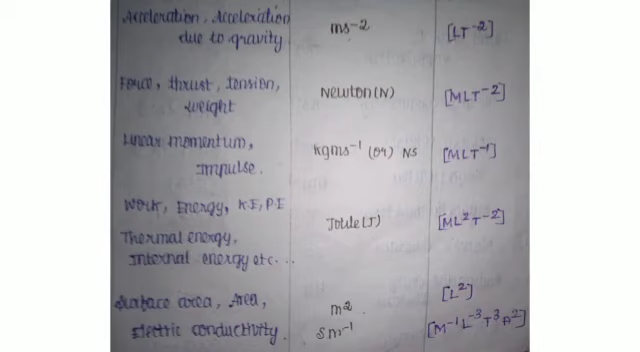 Acceleration, Acceleration
due to gravity
ms-2
[LT⁻²]
Force, thrust, tension,
weight
Newton(N)
[MLT⁻²]
Linear momentum,
Impulse.
kgms⁻¹ (or) NS
[MLT⁻¹]
Work, Energy, K.E, P.E
Thermal energy,
Internal energy etc...
Joule(J)
[ML²T⁻²]
Surface area, Area,
m²
[L²]
Electric conductivity.
Sm⁻¹
[M⁻¹L⁻³T³A²]